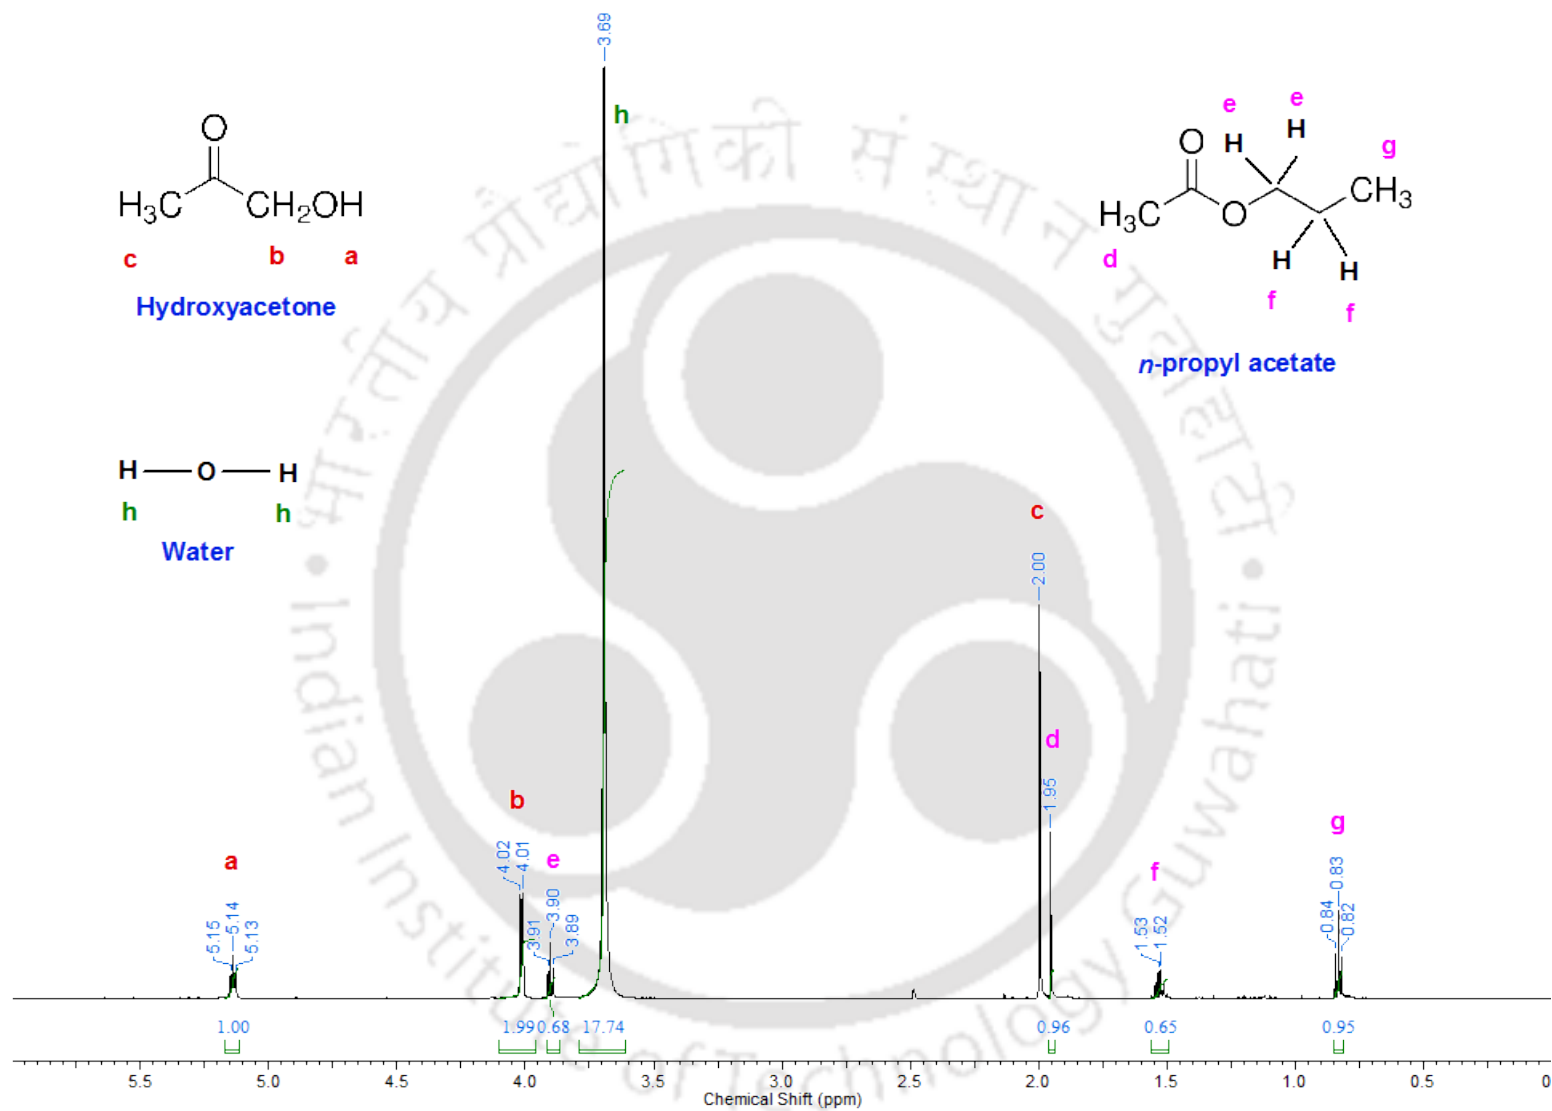 3.69
h
O
H3C
CH2OH
c
b
a
Hydroxyacetone
e
e
H
H
O
g
CH3
H3C
O
d
H
H
f
f
n-propyl acetate
H
O
H
h
h
Water
c
2.00
d
1.95
b
4.02
4.01
a
5.15
5.14
5.13
e
3.91
3.90
3.89
f
1.53
1.52
g
0.84
0.83
0.82
1.00
1.99
0.68
17.74
0.96
0.65
0.95
5.5
5.0
4.5
4.0
3.5
3.0
2.5
2.0
1.5
1.0
0.5
0
Chemical Shift (ppm)
भारतीय प्रौद्योगिकी संस्थान गुवाहाटी
Indian Institute of Technology Guwahati